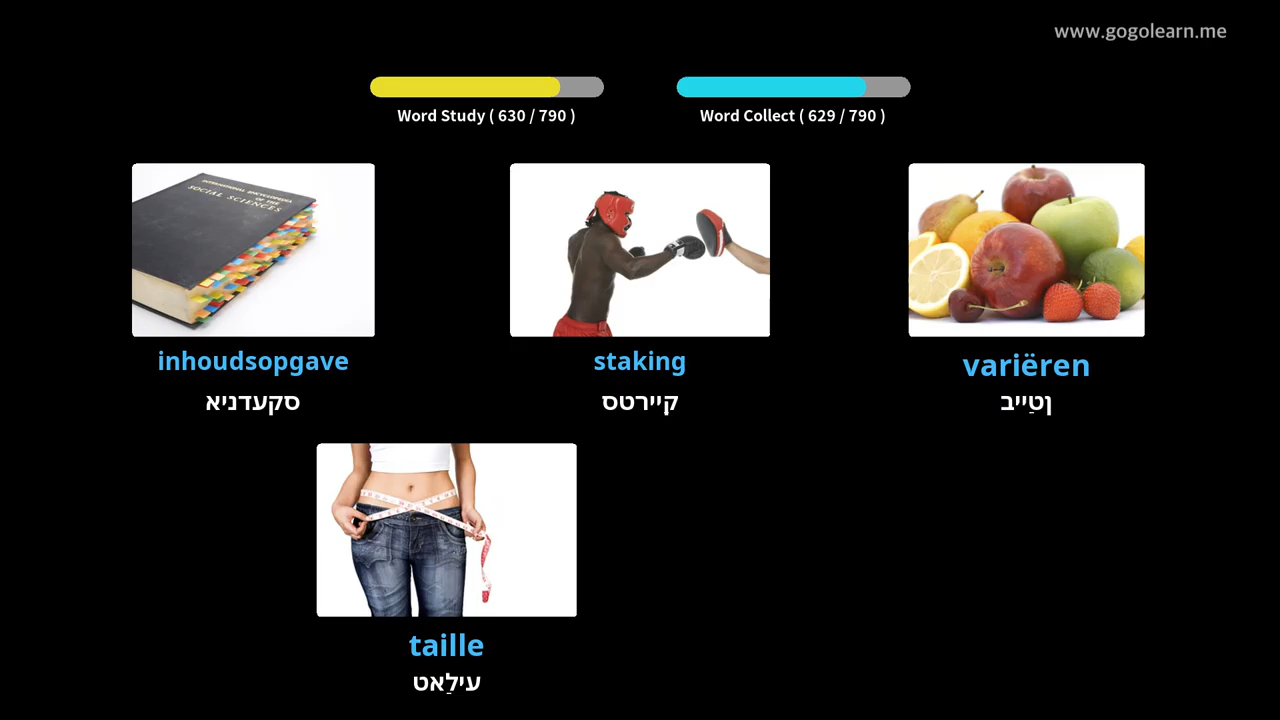 www.gogolearn.me
Word Study ( 630 / 790 )
Word Collect ( 629 / 790 )
inhoudsopgave
סקעדניא
staking
קיירטס
variëren
ןטַייב
taille
עילַאט